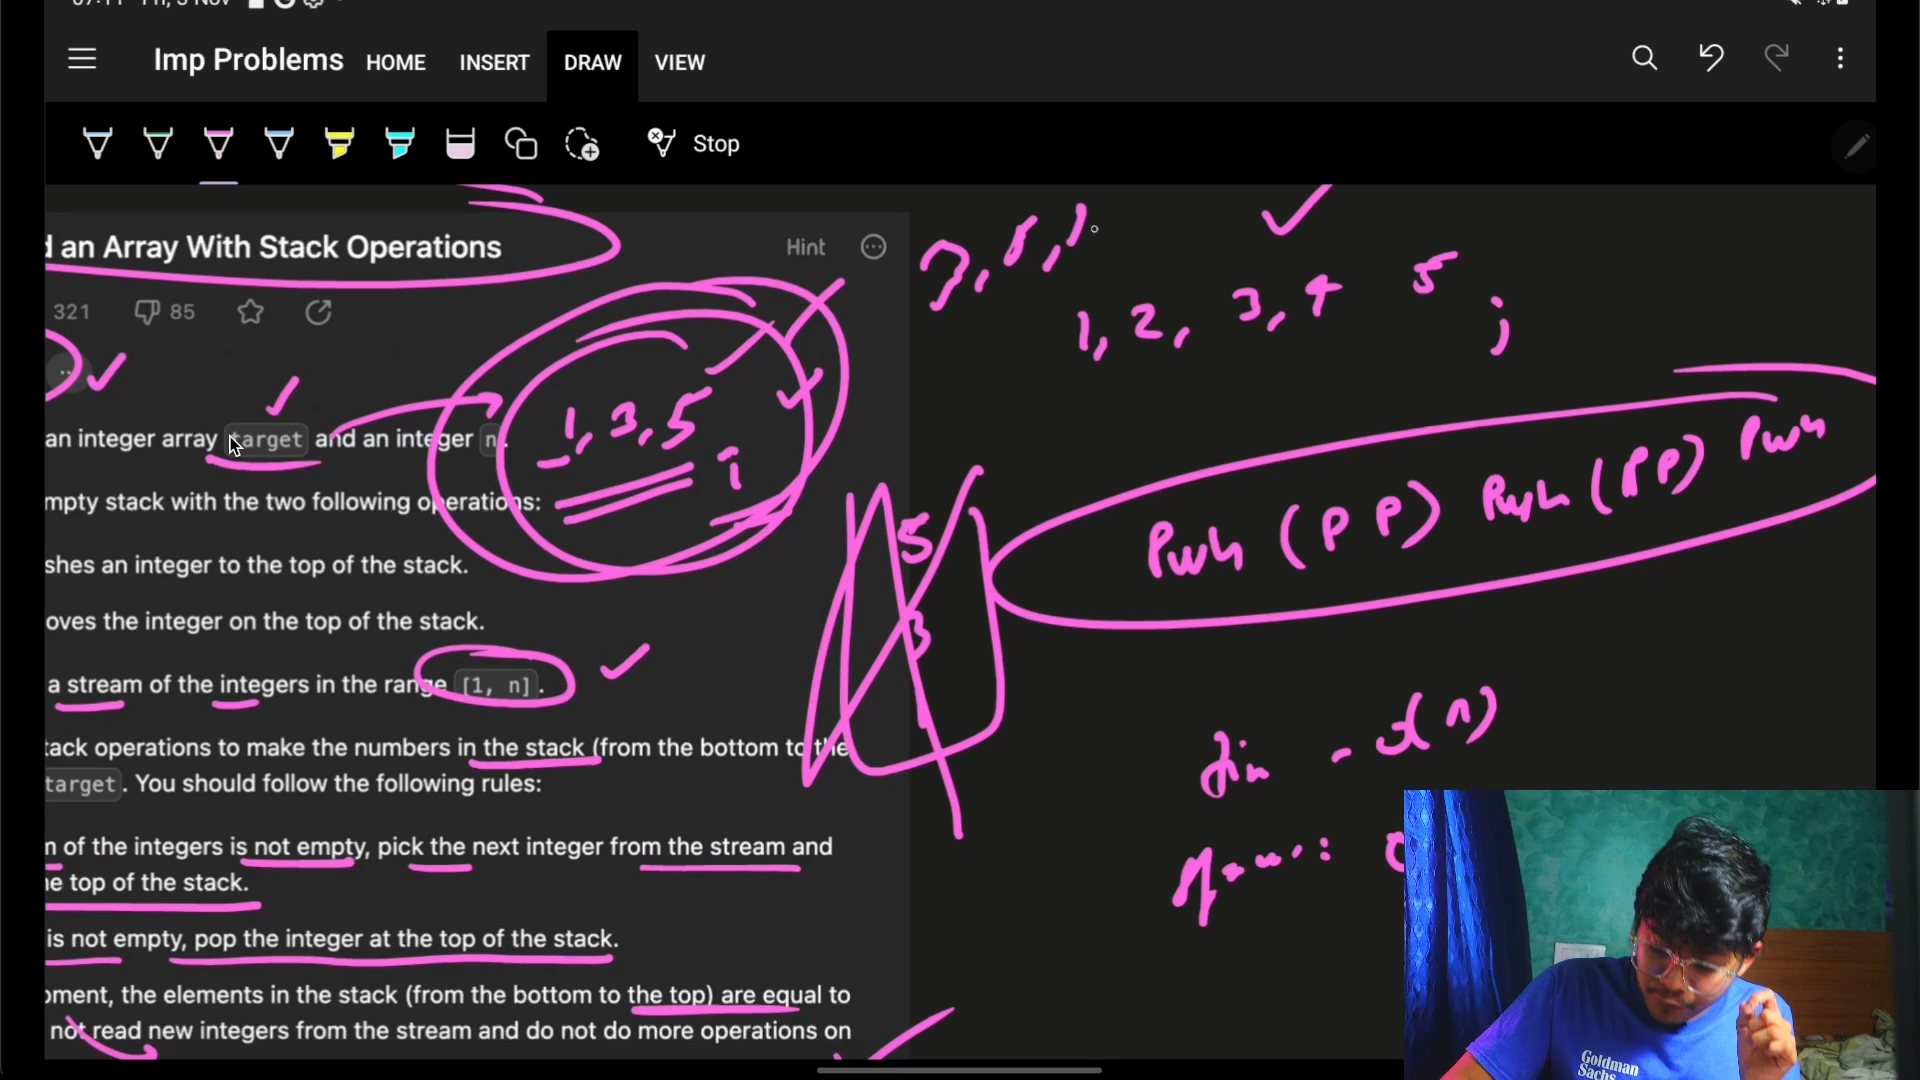 Imp Problems HOME INSERT DRAW VIEW
Stop
d an Array With Stack Operations Hint
321 85
3, 5, 1
1, 2, 3, 4 5 ;
an integer array target and an integer n.
1, 3, 5
i
mpty stack with the two following operations:
Push (P P) Push (P P) Push
5
3
shes an integer to the top of the stack.
oves the integer on the top of the stack.
a stream of the integers in the range [1, n].
tack operations to make the numbers in the stack (from the bottom to the
target. You should follow the following rules:
- O(n)
m of the integers is not empty, pick the next integer from the stream and
e top of the stack.
is not empty, pop the integer at the top of the stack.
oment, the elements in the stack (from the bottom to the top) are equal to
not read new integers from the stream and do not do more operations on
Goldman
Sachs